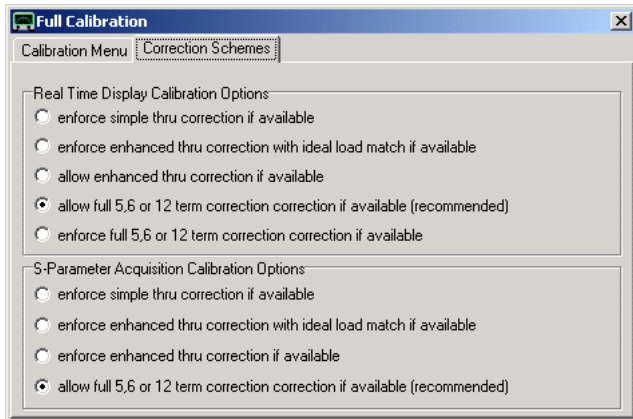 Full Calibration
Calibration Menu Correction Schemes
Real Time Display Calibration Options
enforce simple thru correction if available
enforce enhanced thru correction with ideal load match if available
allow enhanced thru correction if available
allow full 5,6 or 12 term correction correction if available (recommended)
enforce full 5,6 or 12 term correction correction if available
S-Parameter Acquisition Calibration Options
enforce simple thru correction if available
enforce enhanced thru correction with ideal load match if available
enforce enhanced thru correction if available
allow full 5,6 or 12 term correction correction if available (recommended)